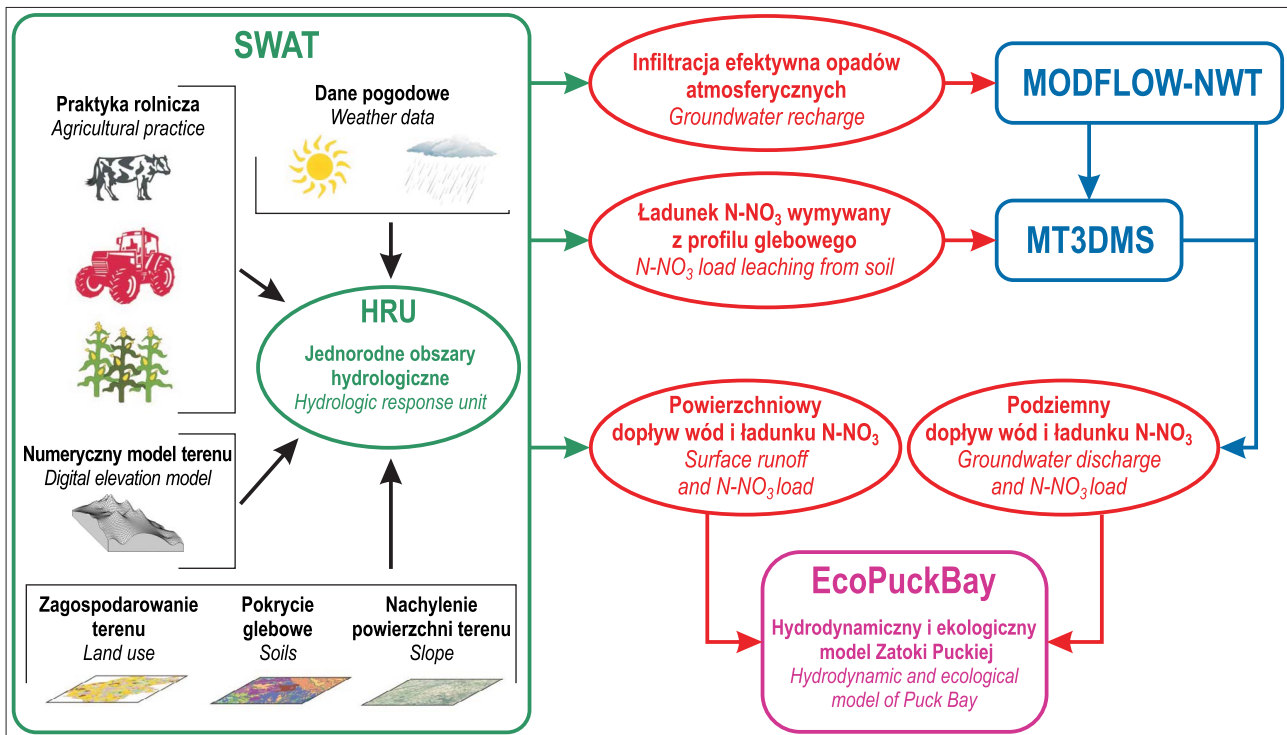 SWAT
Praktyka rolnicza
Agricultural practice
Dane pogodowe
Weather data
HRU
Jednorodne obszary
hydrologiczne
Hydrologic response unit
Numeryczny model terenu
Digital elevation model
Zagospodarowanie
terenu
Land use
Pokrycie
glebowe
Soils
Nachylenie
powierzchni terenu
Slope
Infiltracja efektywna opadów
atmosferycznych
Groundwater recharge
MODFLOW-NWT
Ładunek N-NO₃ wymywany
z profilu glebowego
N-NO₃ load leaching from soil
MT3DMS
Powierzchniowy
dopływ wód i ładunku N-NO₃
Surface runoff
and N-NO₃ load
Podziemny
dopływ wód i ładunku N-NO₃
Groundwater discharge
and N-NO₃ load
EcoPuckBay
Hydrodynamiczny i ekologiczny
model Zatoki Puckiej
Hydrodynamic and ecological
model of Puck Bay